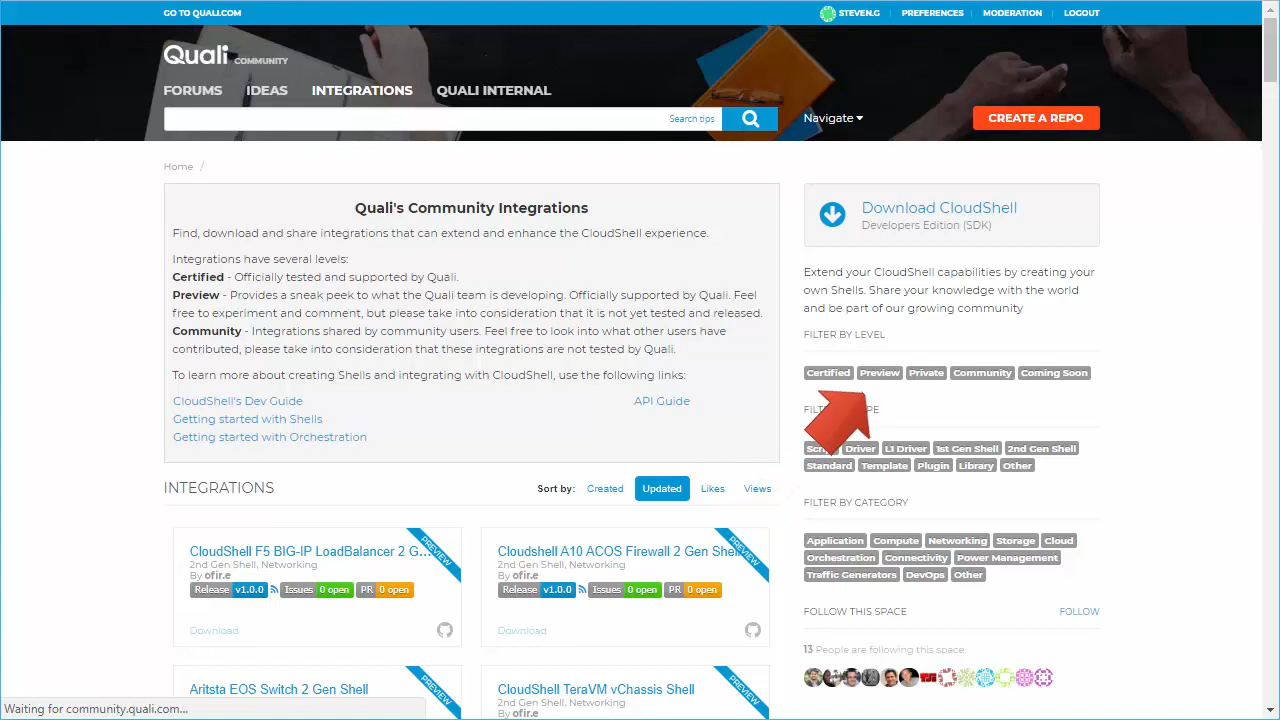 GO TO QUALI.COM
STEVEN.G PREFERENCES MODERATION LOGOUT
Quali COMMUNITY
FORUMS IDEAS INTEGRATIONS QUALI INTERNAL
Search tips
Navigate
CREATE A REPO
Home /
Quali's Community Integrations
Find, download and share integrations that can extend and enhance the CloudShell experience.
Integrations have several levels:
Certified - Officially tested and supported by Quali.
Preview - Provides a sneak peek to what the Quali team is developing. Officially supported by Quali. Feel
free to experiment and comment, but please take into consideration that it is not yet tested and released.
Community - Integrations shared by community users. Feel free to look into what other users have
contributed, please take into consideration that these integrations are not tested by Quali.
To learn more about creating Shells and integrating with CloudShell, use the following links:
CloudShell's Dev Guide API Guide
Getting started with Shells
Getting started with Orchestration
INTEGRATIONS
Sort by: Created Updated Likes Views
CloudShell F5 BIG-IP LoadBalancer 2 G...
2nd Gen Shell, Networking
By ofir.e
Release v1.0.0 Issues 0 open PR 0 open
Download
PREVIEW
Cloudshell A10 ACOS Firewall 2 Gen Shell
2nd Gen Shell, Networking
By ofir.e
Release v1.0.0 Issues 0 open PR 0 open
Download
PREVIEW
Aritsta EOS Switch 2 Gen Shell
PREVIEW
CloudShell TeraVM vChassis Shell
2nd Gen Shell, Networking
By ofir.e
PREVIEW
Download CloudShell
Developers Edition (SDK)
Extend your CloudShell capabilities by creating your
own Shells. Share your knowledge with the world
and be part of our growing community
FILTER BY LEVEL
Certified Preview Private Community Coming Soon
Driver L1 Driver 1st Gen Shell 2nd Gen Shell
Standard Template Plugin Library Other
FILTER BY CATEGORY
Application Compute Networking Storage Cloud
Orchestration Connectivity Power Management
Traffic Generators DevOps Other
FOLLOW THIS SPACE FOLLOW
13 People are following this space.
Waiting for community.quali.com...